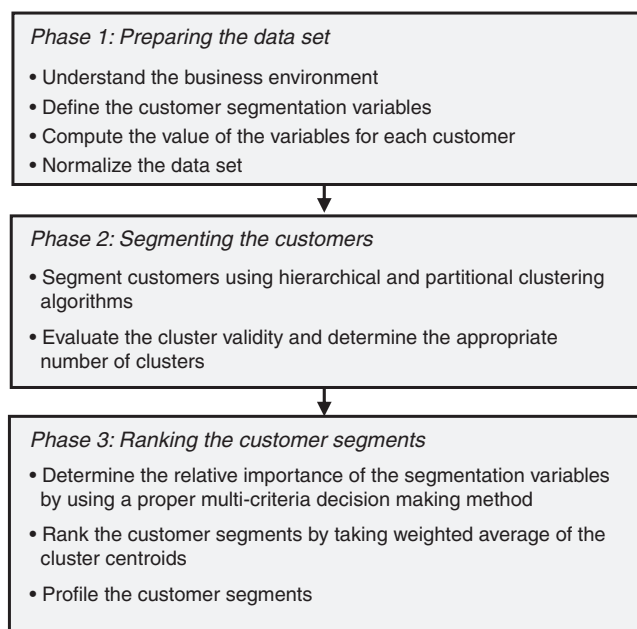 Phase 1: Preparing the data set
• Understand the business environment
• Define the customer segmentation variables
• Compute the value of the variables for each customer
• Normalize the data set
Phase 2: Segmenting the customers
• Segment customers using hierarchical and partitional clustering
algorithms
• Evaluate the cluster validity and determine the appropriate
number of clusters
Phase 3: Ranking the customer segments
• Determine the relative importance of the segmentation variables
by using a proper multi-criteria decision making method
• Rank the customer segments by taking weighted average of the
cluster centroids
• Profile the customer segments